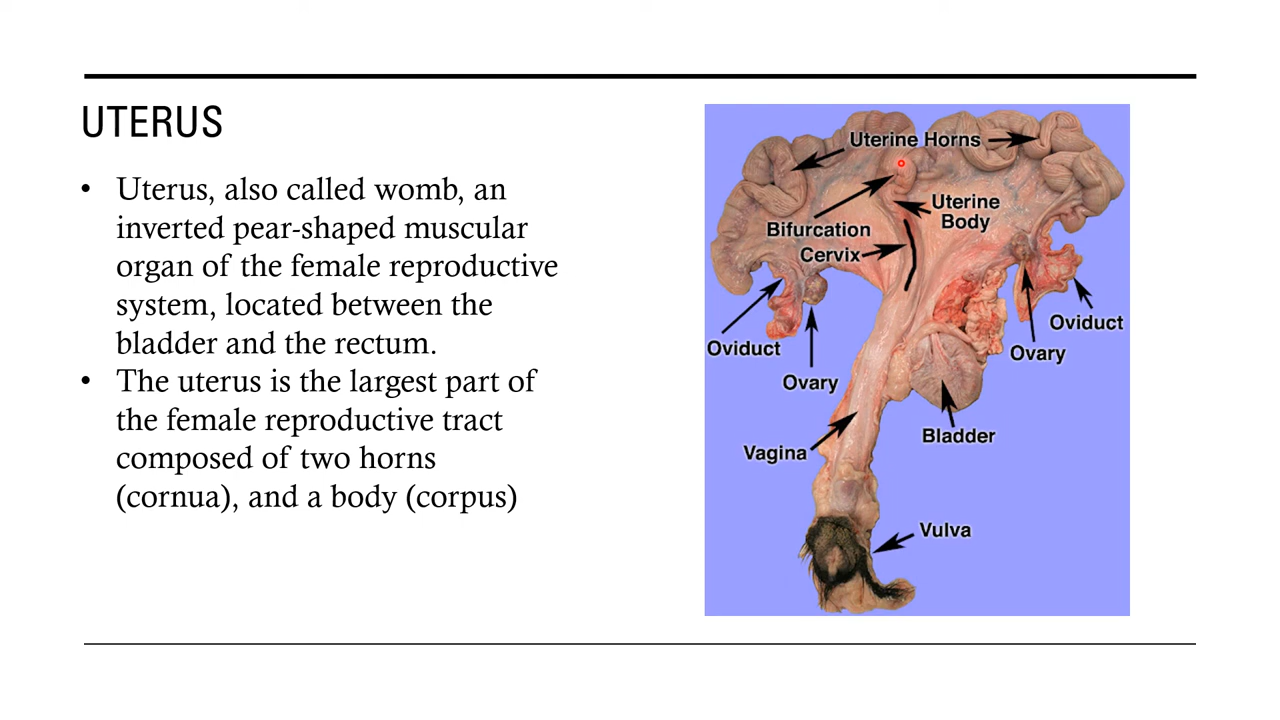 UTERUS
• Uterus, also called womb, an
inverted pear-shaped muscular
organ of the female reproductive
system, located between the
bladder and the rectum.
• The uterus is the largest part of
the female reproductive tract
composed of two horns
(cornua), and a body (corpus)
Uterine Horns
Uterine
Body
Bifurcation
Cervix
Oviduct
Oviduct
Ovary
Ovary
Bladder
Vagina
Vulva